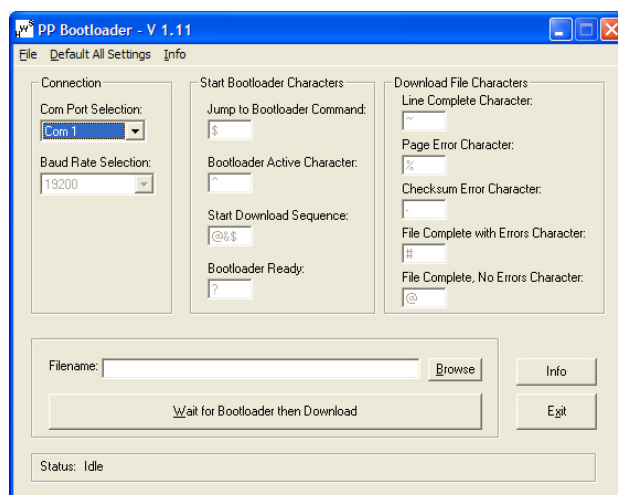 PP Bootloader - V 1.11
File Default All Settings Info
Connection
Com Port Selection:
Com 1
Baud Rate Selection:
19200
Start Bootloader Characters
Jump to Bootloader Command:
$
Bootloader Active Character:
^
Start Download Sequence:
@&$
Bootloader Ready:
?
Download File Characters
Line Complete Character:
~
Page Error Character:
%
Checksum Error Character:
-
File Complete with Errors Character:
#
File Complete, No Errors Character:
@
Filename:
Browse
Wait for Bootloader then Download
Info
Exit
Status: Idle